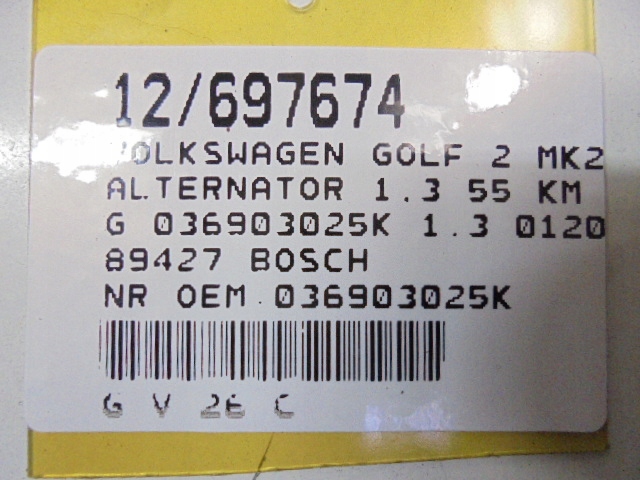 12/697674
VOLKSWAGEN GOLF 2 MK2
ALTERNATOR 1.3 55 KM
G 036903025K 1.3 0120
89427 BOSCH
NR OEM 036903025K
G V 2E C